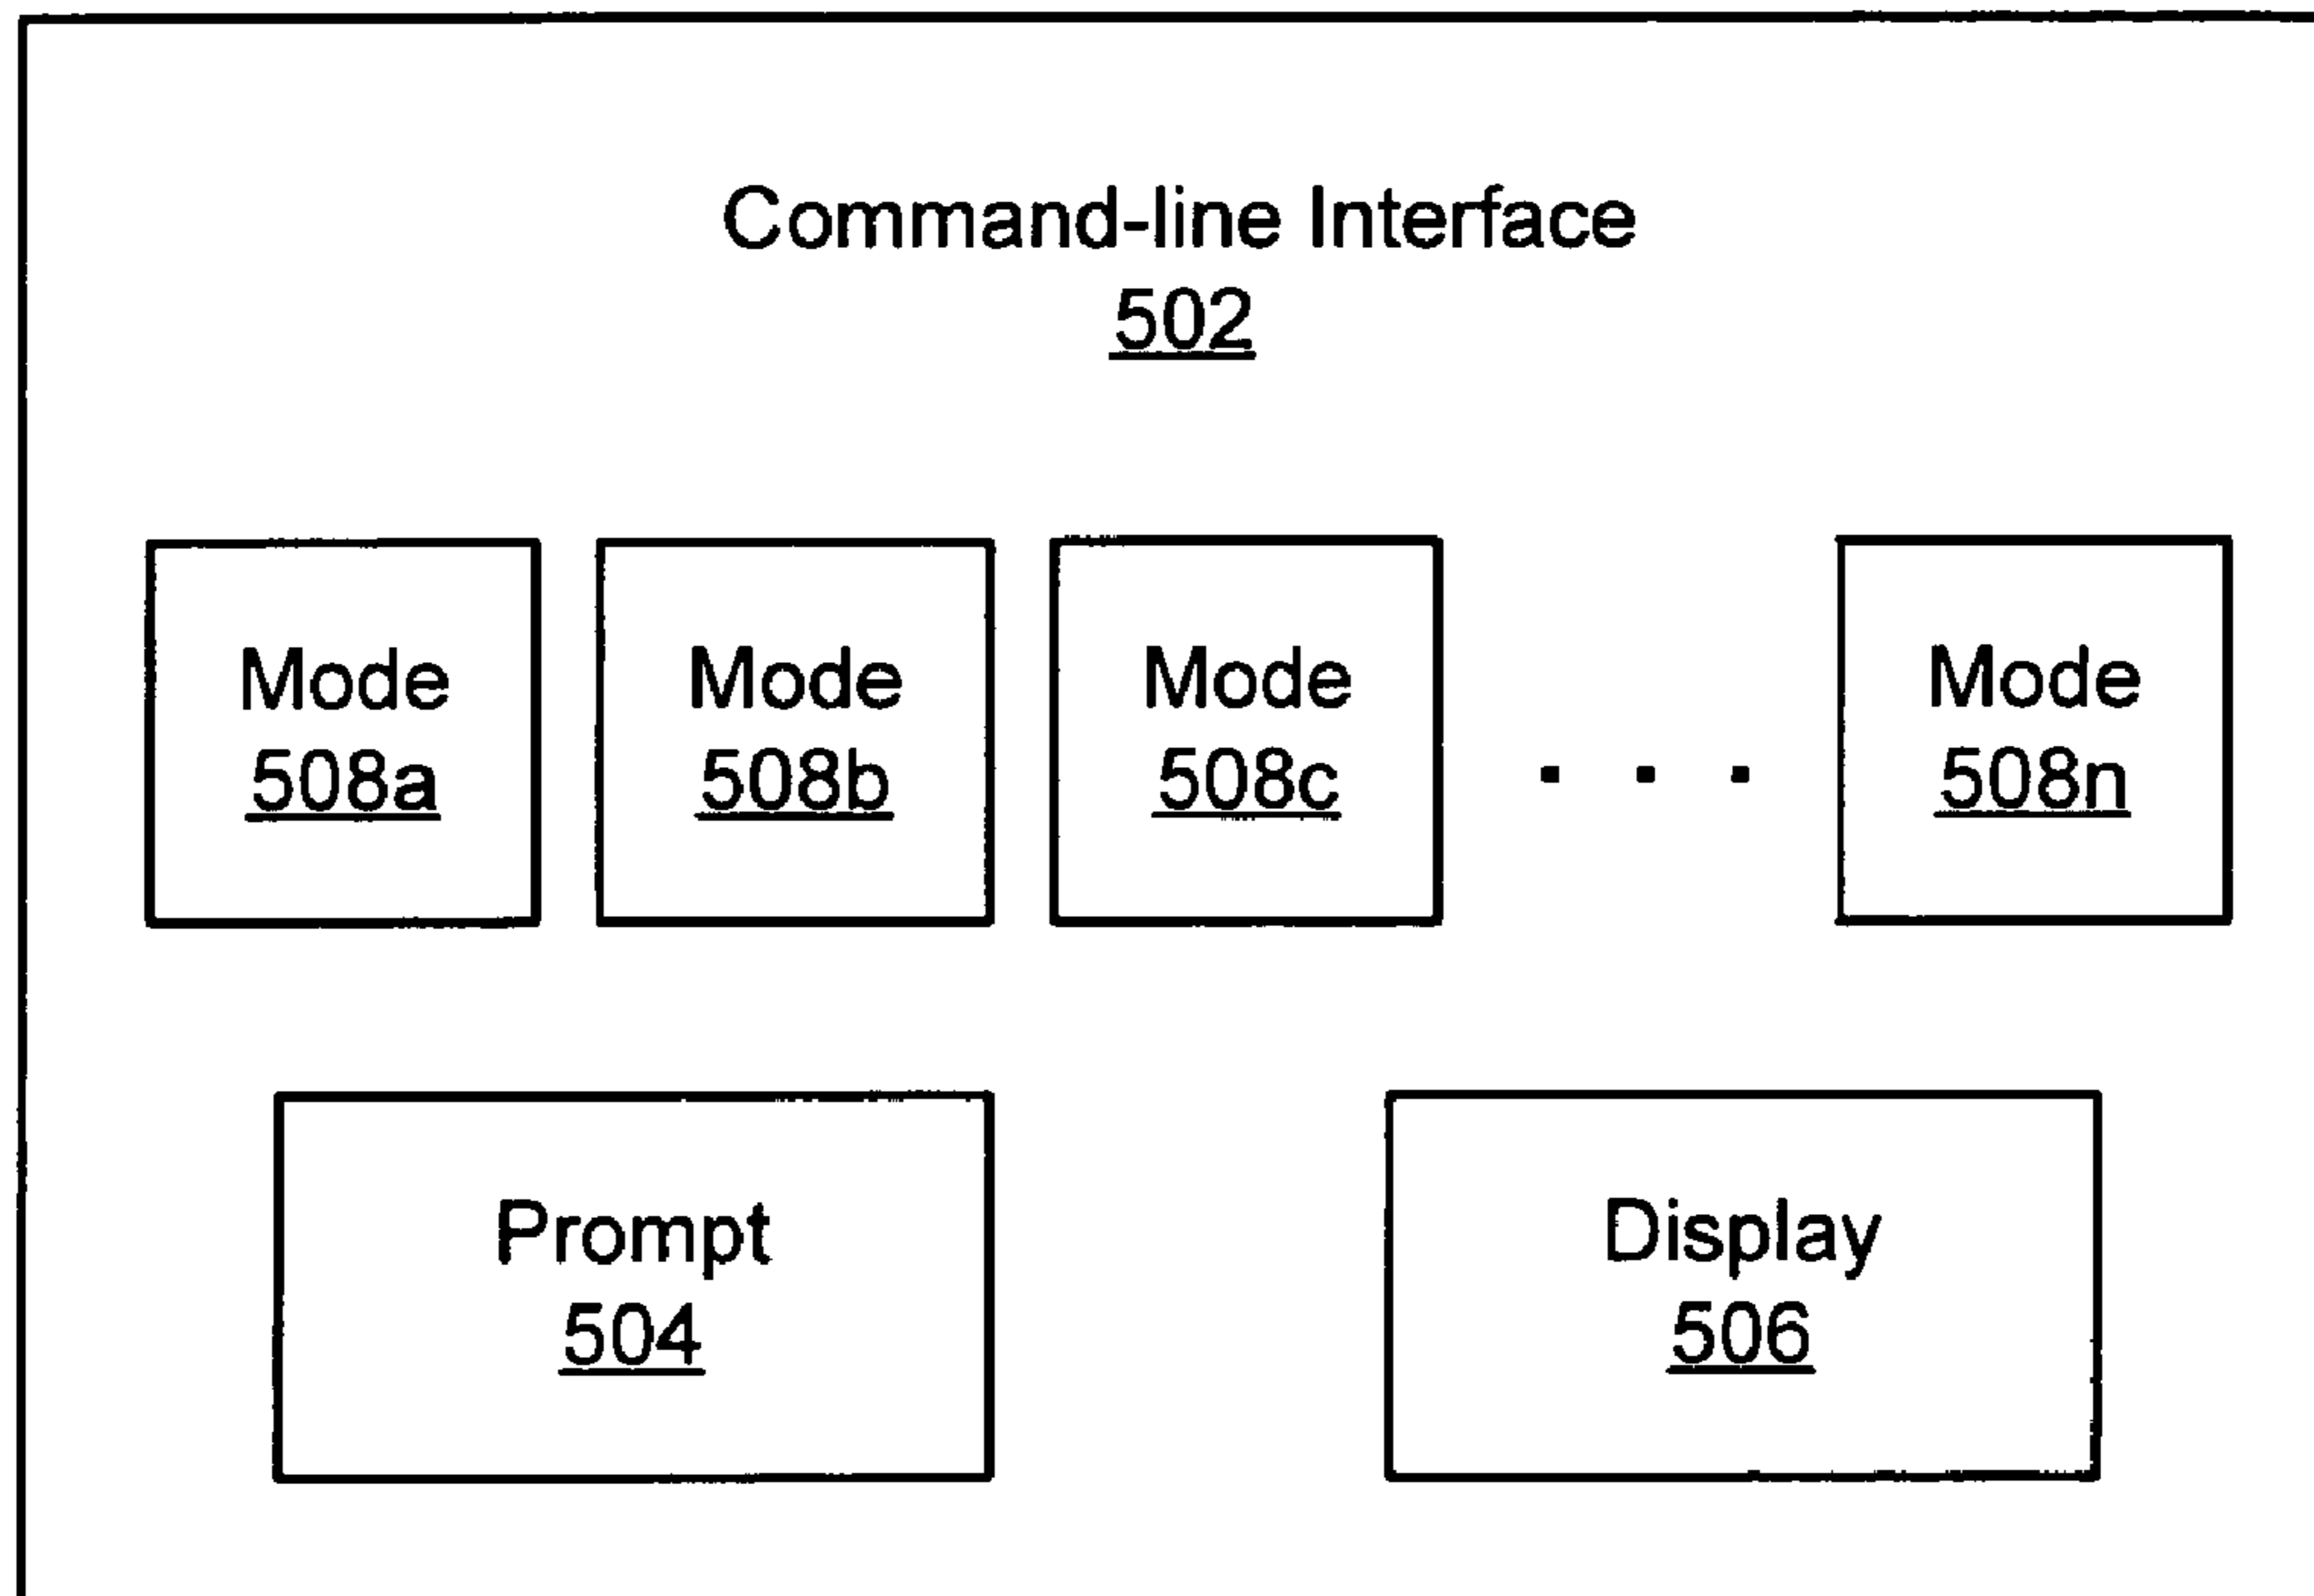 Command-line Interface
502
Mode
508a
Mode
508b
Mode
508c
. . .
Mode
508n
Prompt
504
Display
506